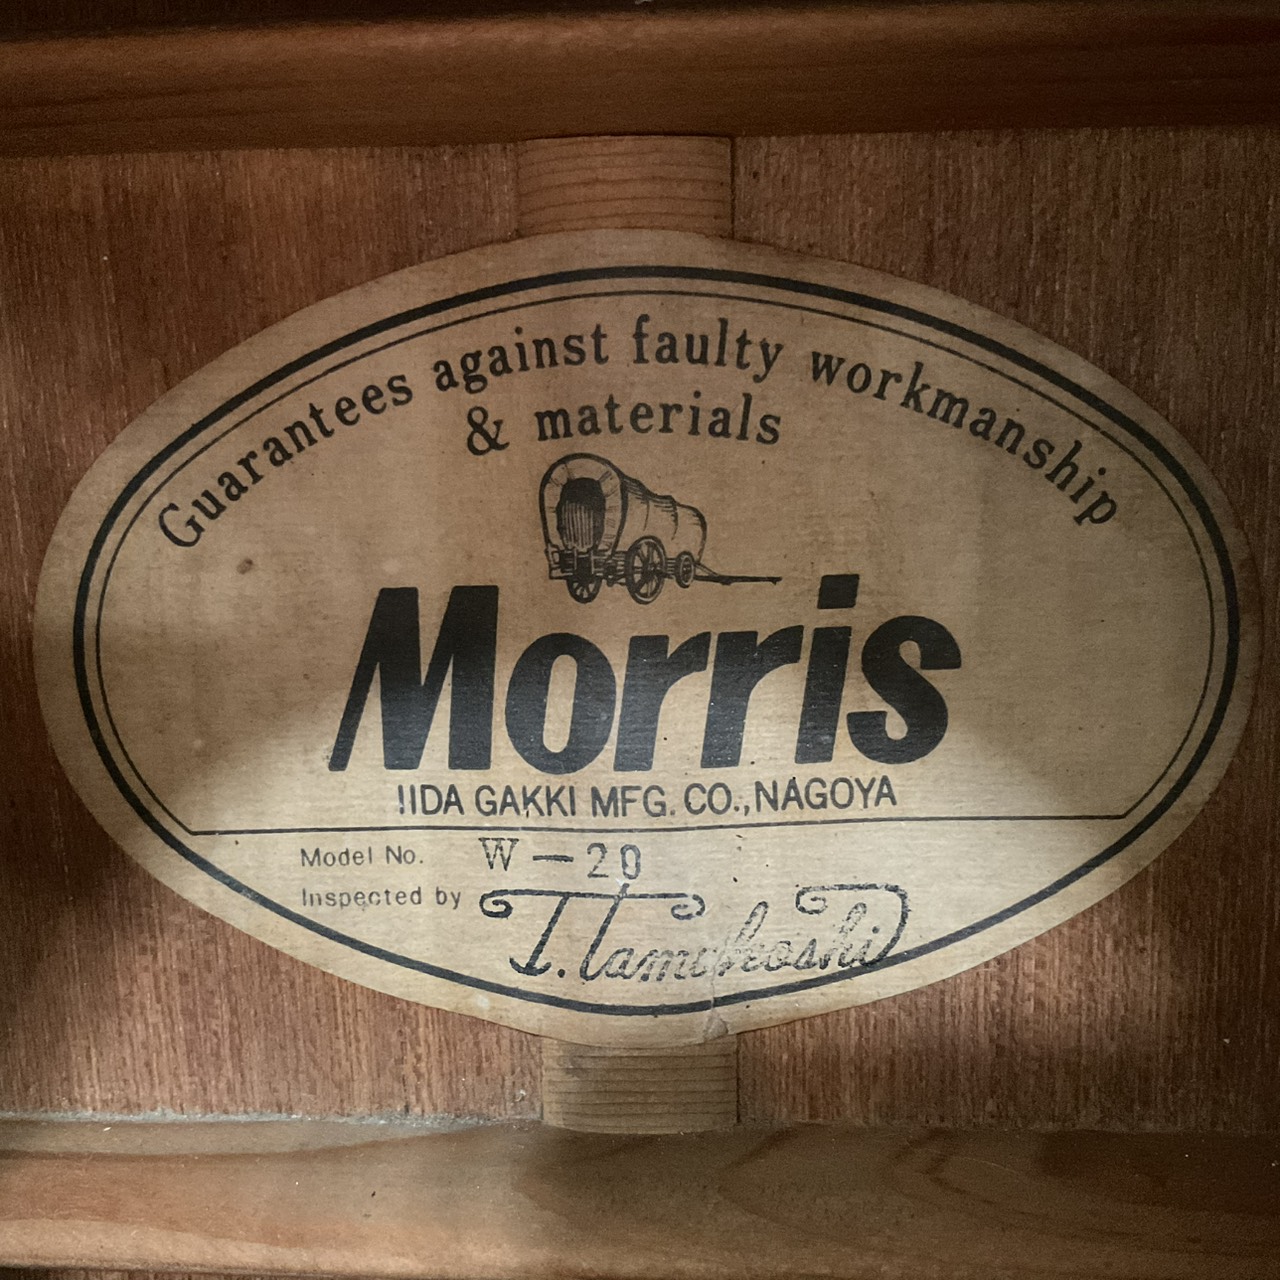 Guarantees against faulty workmanship
& materials
Morris
IIDA GAKKI MFG. CO., NAGOYA
Model No. W-20
Inspected by